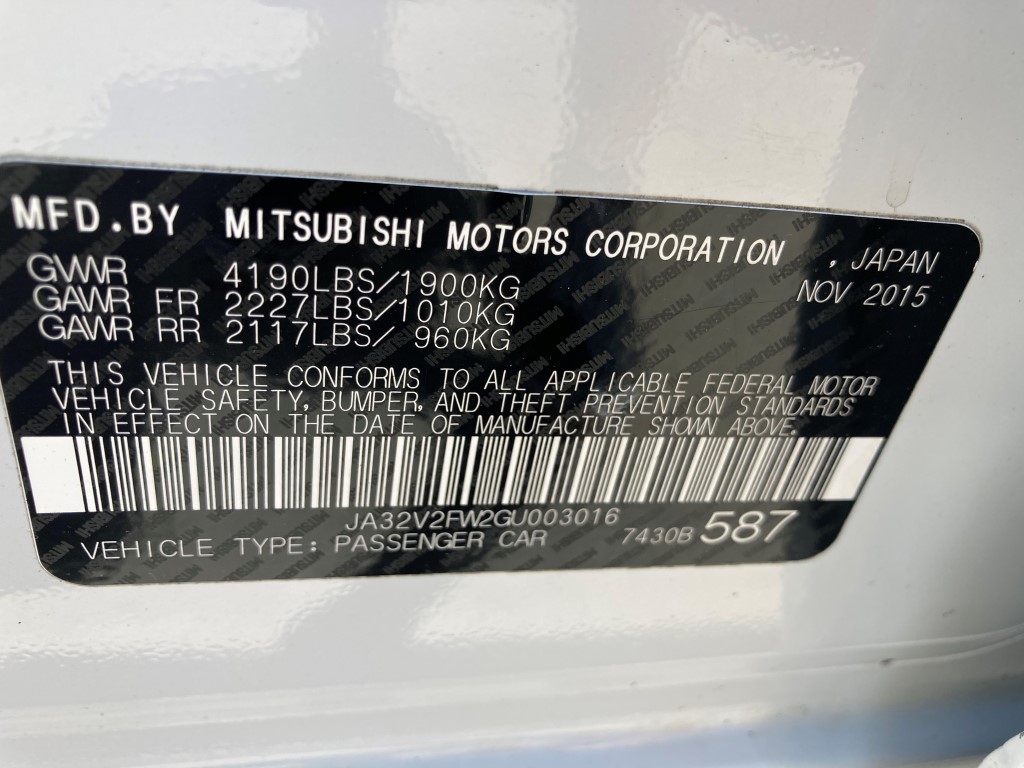 MFD.BY MITSUBISHI MOTORS CORPORATION , JAPAN
GVWR 4190LBS/1900KG NOV 2015
GAWR FR 2227LBS/1010KG
GAWR RR 2117LBS/ 960KG
THIS VEHICLE CONFORMS TO ALL APPLICABLE FEDERAL MOTOR
VEHICLE SAFETY, BUMPER, AND THEFT PREVENTION STANDARDS
IN EFFECT ON THE DATE OF MANUFACTURE SHOWN ABOVE.
JA32V2FW2GU003016
VEHICLE TYPE: PASSENGER CAR 7430B 587